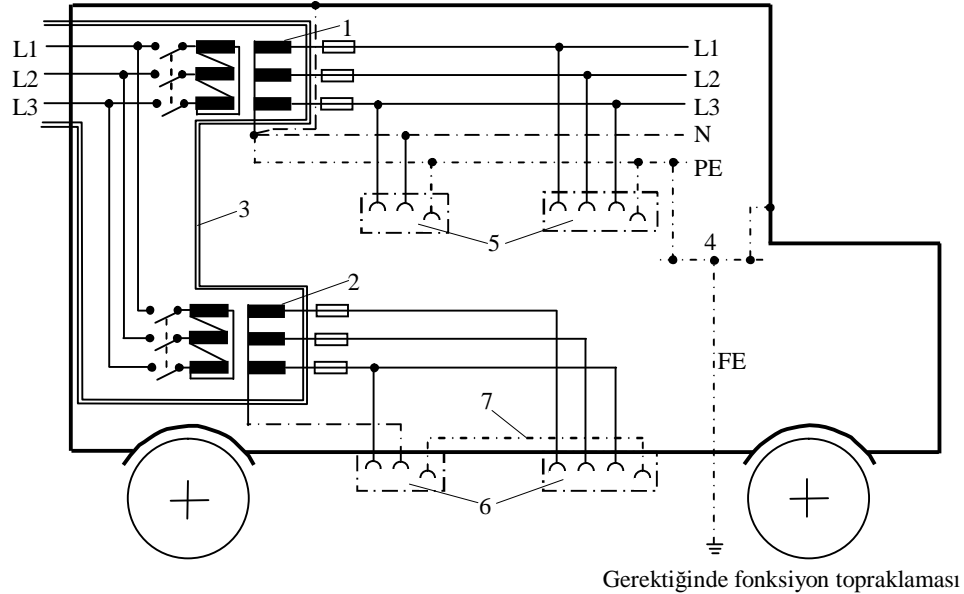 1
L1
L1
L2
L2
L3
L3
N
PE
3
5
4
2
FE
7
6
Gerektiğinde fonksiyon topraklaması